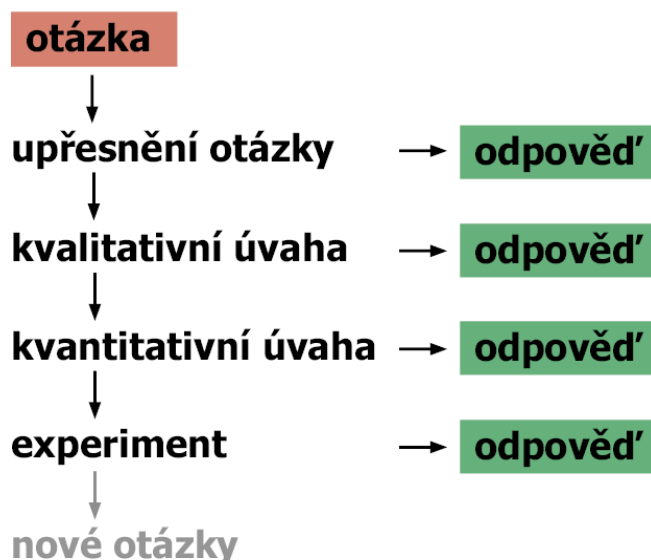 otázka
upřesnění otázky
odpověď
kvalitativní úvaha
odpověď
kvantitativní úvaha
odpověď
experiment
odpověď
nové otázky